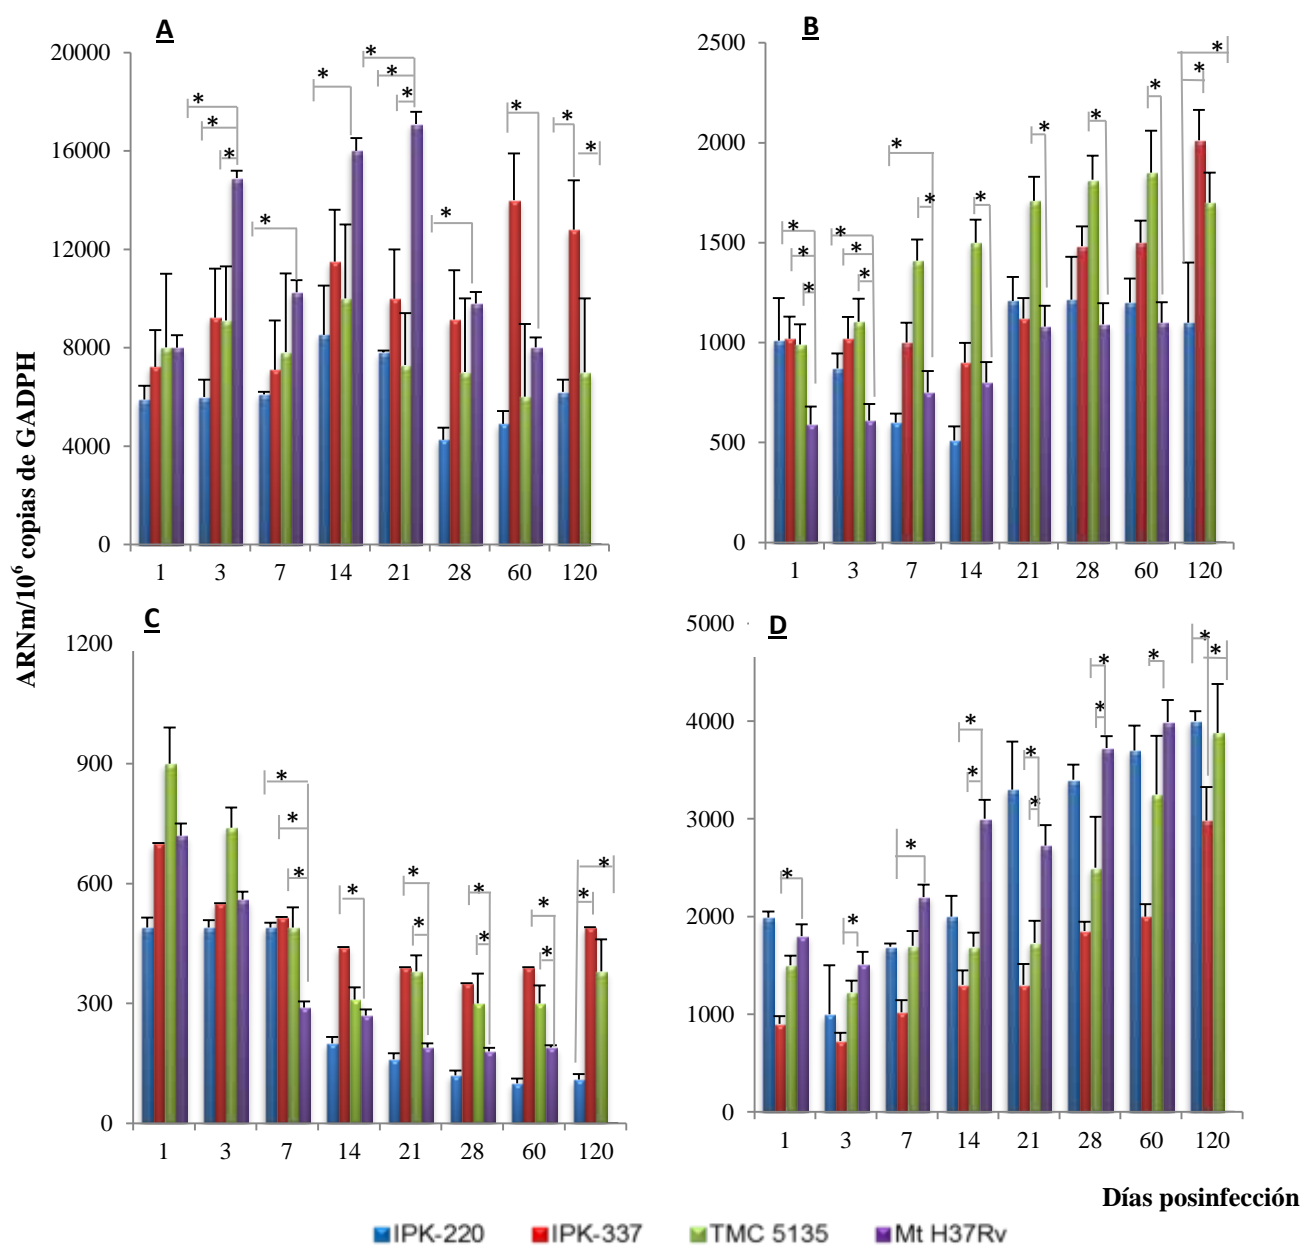 A
20000
16000
12000
8000
4000
0
1 3 7 14 21 28 60 120
* * * * * * * * * * * *
B
2500
2000
1500
1000
500
0
1 3 7 14 21 28 60 120
* * * * * * * * * * * * * * *
ARNm/10⁶ copias de GADPH
C
1200
900
600
300
0
1 3 7 14 21 28 60 120
* * * * * * * * * * * *
D
5000
4000
3000
2000
1000
0
1 3 7 14 21 28 60 120
* * * * * * * * * * * *
Días posinfección
IPK-220 IPK-337 TMC 5135 Mt H37Rv